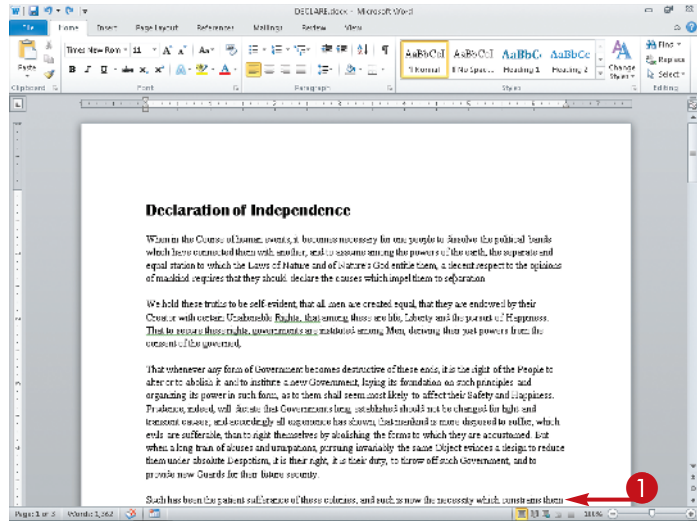 DECLARE.docx - Microsoft Word
File Home Insert Page Layout References Mailings Review View
Paste
Times New Rom 11 A A Aa
B I U abc x, x² A A
AaBbCcI AaBbCcI AaBbC AaBbCc
¶ Normal ¶ No Spac... Heading 1 Heading 2
Change Styles
Find
Replace
Select
Clipboard Font Paragraph Styles Editing
Declaration of Independence
When in the Course of human events, it becomes necessary for one people to dissolve the political bands
which have connected them with another, and to assume among the powers of the earth, the separate and
equal station to which the Laws of Nature and of Nature's God entitle them, a decent respect to the opinions
of mankind requires that they should declare the causes which impel them to separation
We hold these truths to be self-evident, that all men are created equal, that they are endowed by their
Creator with certain Unalienable Rights, that among these are life, Liberty and the pursuit of Happiness.
That to secure these rights, governments are instituted among Men, deriving their just powers from the
consent of the governed,
That whenever any form of Government becomes destructive of these ends, it is the right of the People to
alter or to abolish it and to institute a new Government, laying its foundation on such principles and
organizing its power in such form, as to them shall seem most likely to affect their Safety and Happiness.
Prudence, indeed, will dictate that Governments long established should not be changed for light and
transient causes, and accordingly all experience has shown, that mankind is more disposed to suffer, which
evils are sufferable, than to right themselves by abolishing the forms to which they are accustomed. But
when a long train of abuses and usurpations, pursuing invariably the same Object evinces a design to reduce
them under absolute Despotism, it is their right, it is their duty, to throw off such Government, and to
provide new Guards for their future security.
Such has been the patient sufferance of these colonies, and such is now the necessity which constrains them
1
Page: 1 of 3 Words: 1,362 100%